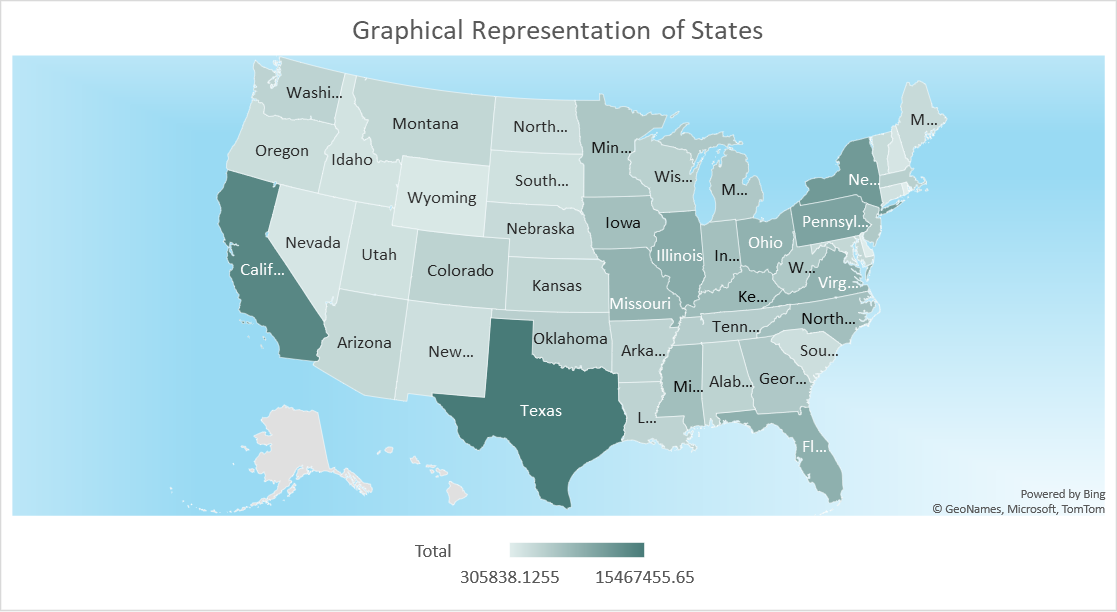 Graphical Representation of States
Washi...
Montana
North...
Min...
M...
Oregon
Idaho
Wyoming
South...
Wis...
M...
Ne...
Nevada
Utah
Colorado
Nebraska
Iowa
Illinois
In...
Ohio
Pennsyl...
Calif...
Kansas
Missouri
Ke...
W...
Virg...
Arizona
New...
Oklahoma
Arka...
Tenn...
North...
Sou...
Texas
L...
Mi...
Alab...
Geor...
Fl...
Powered by Bing
© GeoNames, Microsoft, TomTom
Total
305838.1255 15467455.65